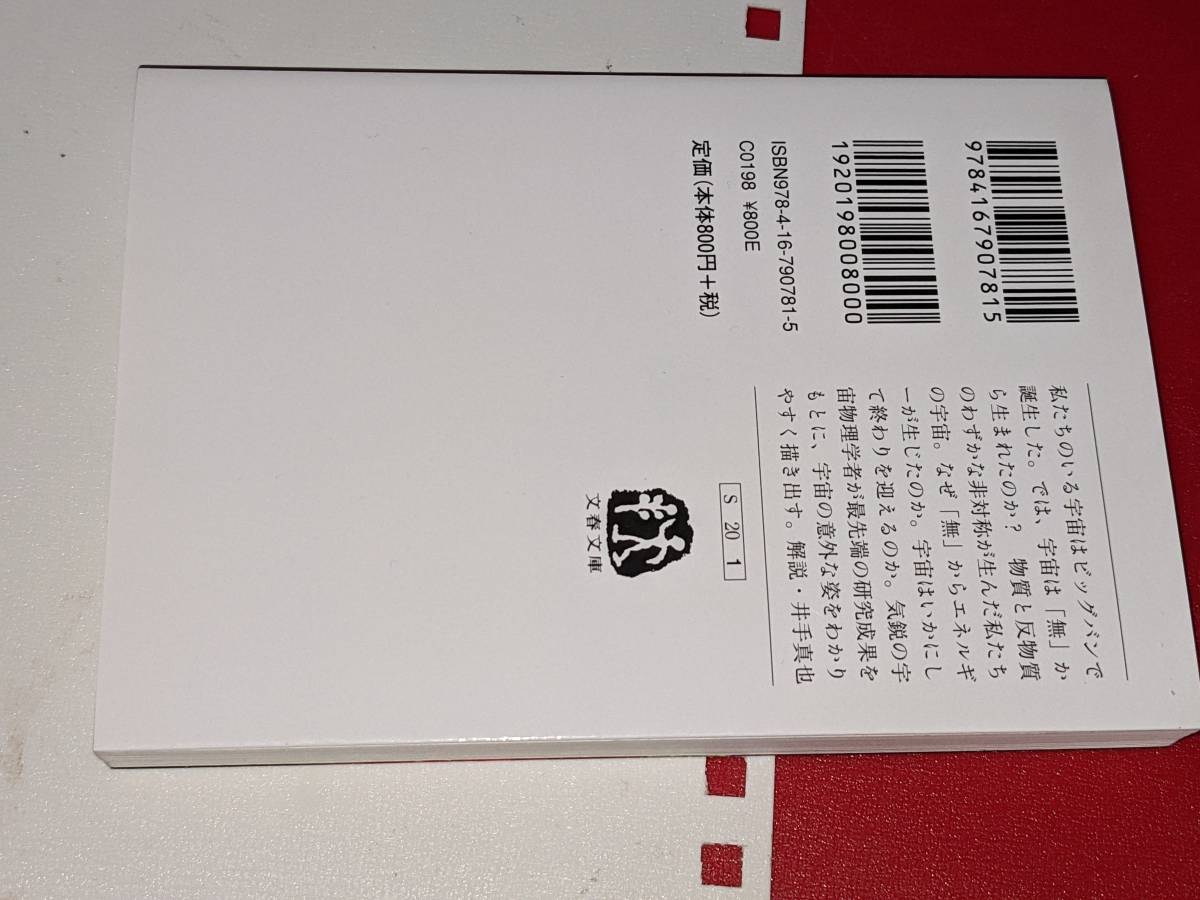 9784167907815
1920198008000
ISBN978-4-16-790781-5
C0198 ¥800E
定価(本体800円+税)
私たちのいる宇宙はビッグバンで
誕生した。では、宇宙は「無」か
ら生まれたのか? 物質と反物質
のわずかな非対称が生んだ私たち
の宇宙。なぜ「無」からエネルギ
ーが生じたのか。宇宙はいかにし
て終わりを迎えるのか。気鋭の宇
宙物理学者が最先端の研究成果を
もとに、宇宙の意外な姿をわかり
やすく描き出す。解説・井手真也
S 20 1
文春文庫